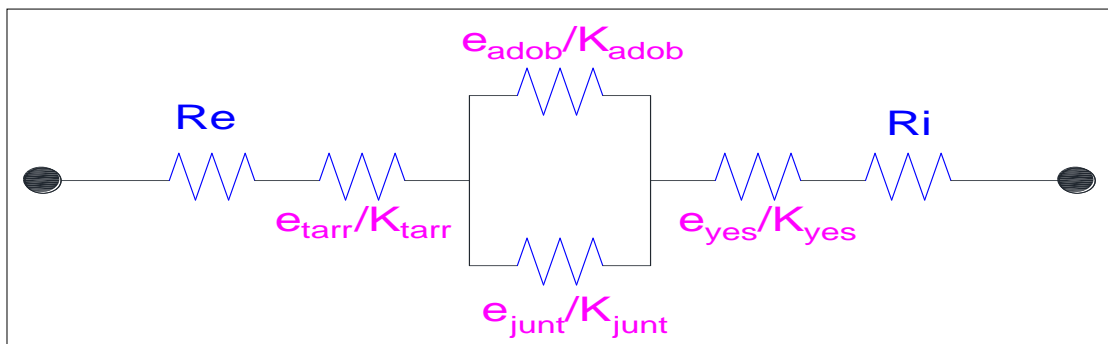 e_adob/K_adob
Re
Ri
e_tarr/K_tarr
e_yes/K_yes
e_junt/K_junt